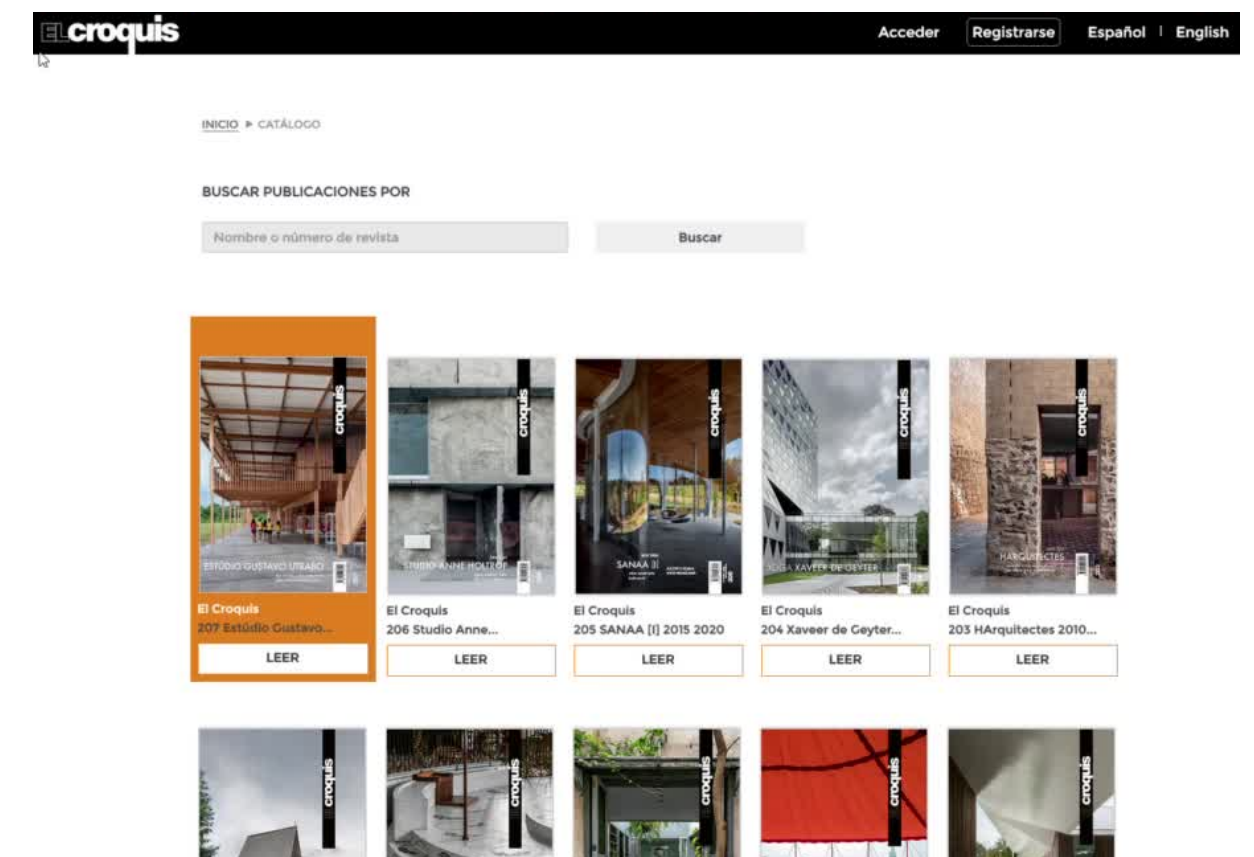 EL croquis
Acceder Registrarse Español | English
INICIO ▶ CATÁLOGO
BUSCAR PUBLICACIONES POR
Nombre o número de revista Buscar
croquis croquis croquis croquis croquis
ESTÚDIO GUSTAVO UTRABO STUDIO ANNE HOLTROP SANAA [I] XDGA XAVEER DE GEYTER HARQUITECTES
El Croquis El Croquis El Croquis El Croquis El Croquis
207 Estúdio Gustavo... 206 Studio Anne... 205 SANAA [I] 2015 2020 204 Xaveer de Geyter... 203 HArquitectes 2010...
LEER LEER LEER LEER LEER
croquis croquis croquis croquis croquis